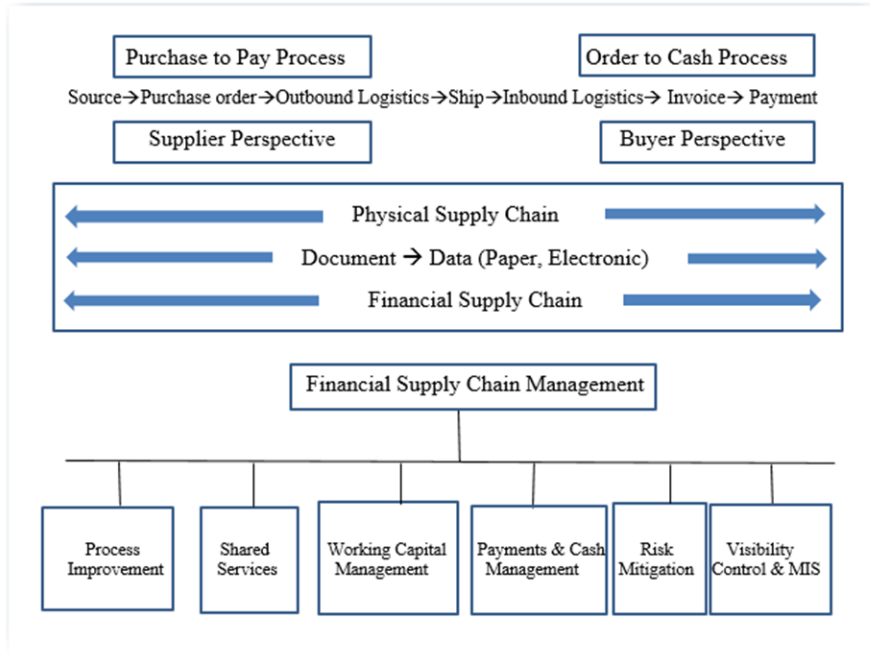 Purchase to Pay Process
Order to Cash Process
Source→Purchase order→Outbound Logistics→Ship→Inbound Logistics→ Invoice→ Payment
Supplier Perspective
Buyer Perspective
Physical Supply Chain
Document → Data (Paper, Electronic)
Financial Supply Chain
Financial Supply Chain Management
Process
Improvement
Shared
Services
Working Capital
Management
Payments & Cash
Management
Risk
Mitigation
Visibility
Control & MIS